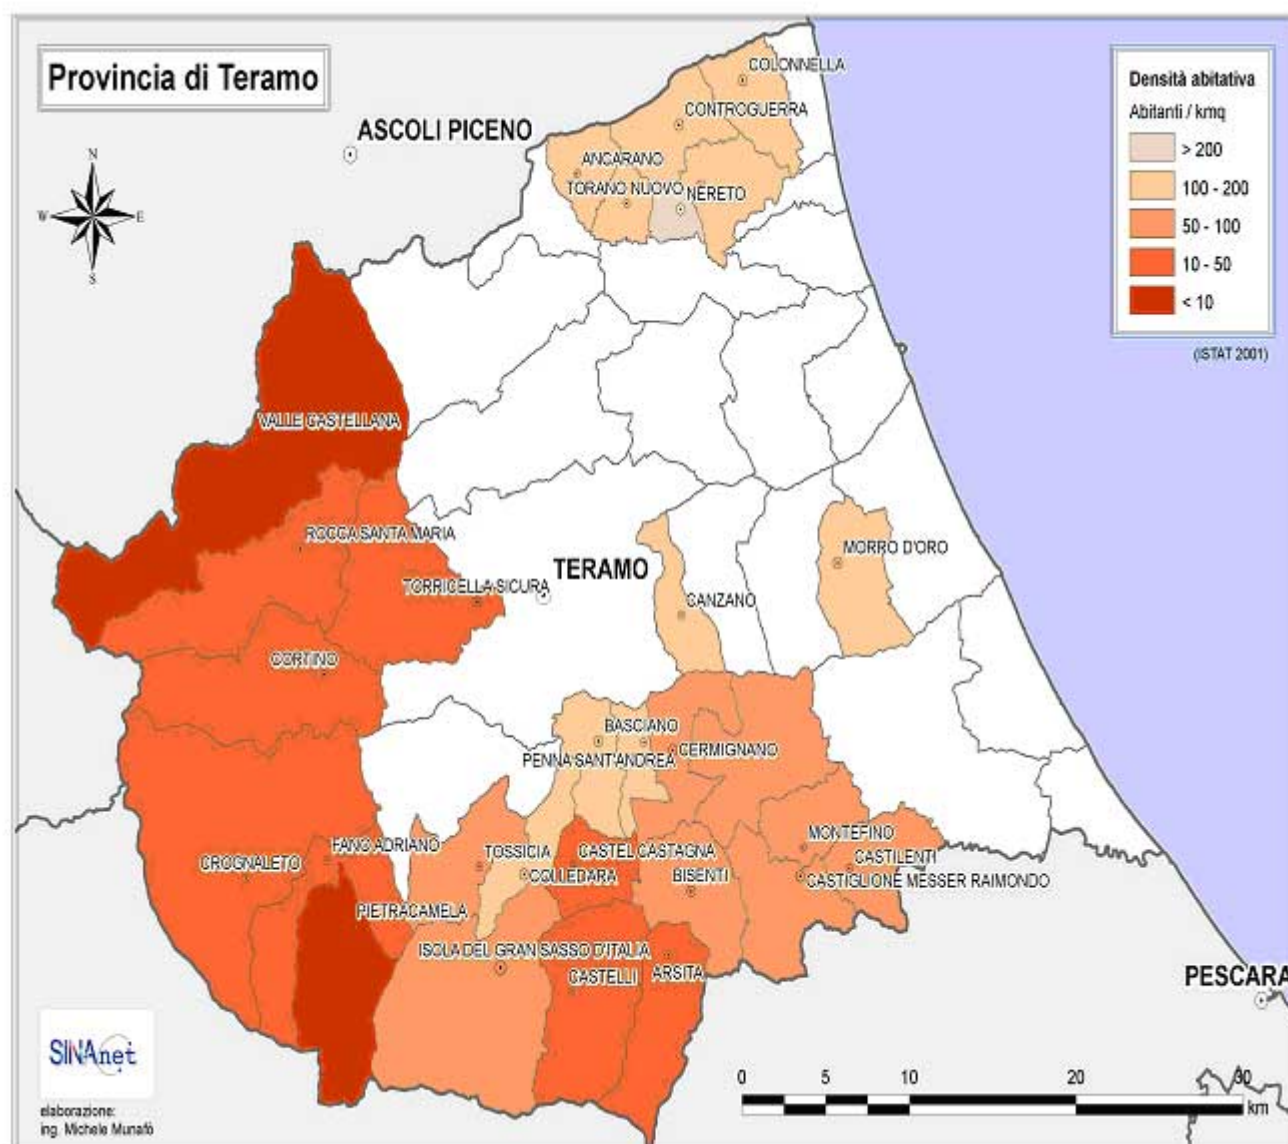 Provincia di Teramo
Densità abitativa
Abitanti / kmq
> 200
100 - 200
50 - 100
10 - 50
< 10
(ISTAT 2001)
N
W E
S
COLONNELLA
CONTROGUERRA
ASCOLI PICENO
ANCARANO
TORANO NUOVO
NERETO
VALLE CASTELLANA
ROCCA SANTA MARIA
MORRO D'ORO
TERAMO
TORRICELLA SICURA
CANZANO
CORTINO
BASCIANO
CERMIGNANO
PENNA SANT'ANDREA
MONTEFINO
FANO ADRIANO
TOSSICIA
CASTEL CASTAGNA
CASTILENTI
CROGNALETO
COLLEDARA
BISENTI
CASTIGLIONE MESSER RAIMONDO
PIETRACAMELA
ISOLA DEL GRAN SASSO D'ITALIA
CASTELLI
ARSITA
PESCARA
SINAnet
elaborazione:
ing. Michele Munafò
0 5 10 20 30
km